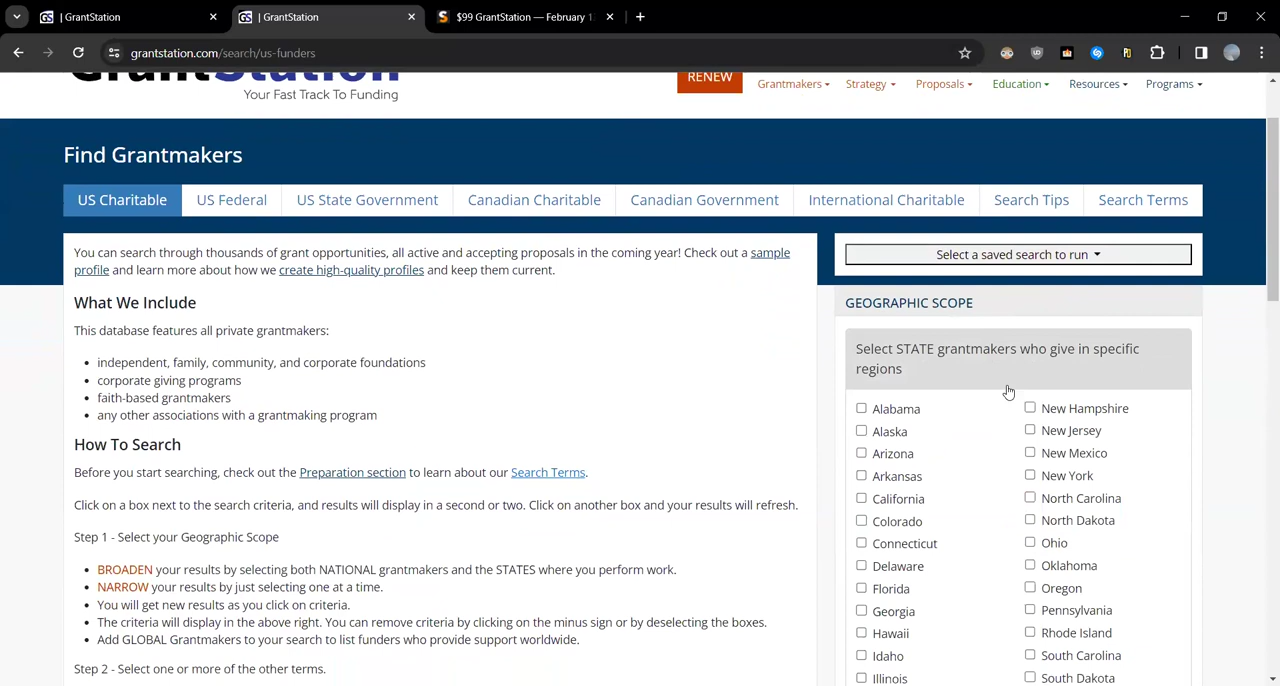 | GrantStation
| GrantStation
$99 GrantStation — February 1
grantstation.com/search/us-funders
GrantStation
Your Fast Track To Funding
RENEW
Grantmakers
Strategy
Proposals
Education
Resources
Programs
Find Grantmakers
US Charitable
US Federal
US State Government
Canadian Charitable
Canadian Government
International Charitable
Search Tips
Search Terms
You can search through thousands of grant opportunities, all active and accepting proposals in the coming year! Check out a sample
profile and learn more about how we create high-quality profiles and keep them current.
What We Include
This database features all private grantmakers:
• independent, family, community, and corporate foundations
• corporate giving programs
• faith-based grantmakers
• any other associations with a grantmaking program
How To Search
Before you start searching, check out the Preparation section to learn about our Search Terms.
Click on a box next to the search criteria, and results will display in a second or two. Click on another box and your results will refresh.
Step 1 - Select your Geographic Scope
• BROADEN your results by selecting both NATIONAL grantmakers and the STATES where you perform work.
• NARROW your results by just selecting one at a time.
• You will get new results as you click on criteria.
• The criteria will display in the above right. You can remove criteria by clicking on the minus sign or by deselecting the boxes.
• Add GLOBAL Grantmakers to your search to list funders who provide support worldwide.
Step 2 - Select one or more of the other terms.
Select a saved search to run
GEOGRAPHIC SCOPE
Select STATE grantmakers who give in specific
regions
Alabama
Alaska
Arizona
Arkansas
California
Colorado
Connecticut
Delaware
Florida
Georgia
Hawaii
Idaho
Illinois
New Hampshire
New Jersey
New Mexico
New York
North Carolina
North Dakota
Ohio
Oklahoma
Oregon
Pennsylvania
Rhode Island
South Carolina
South Dakota